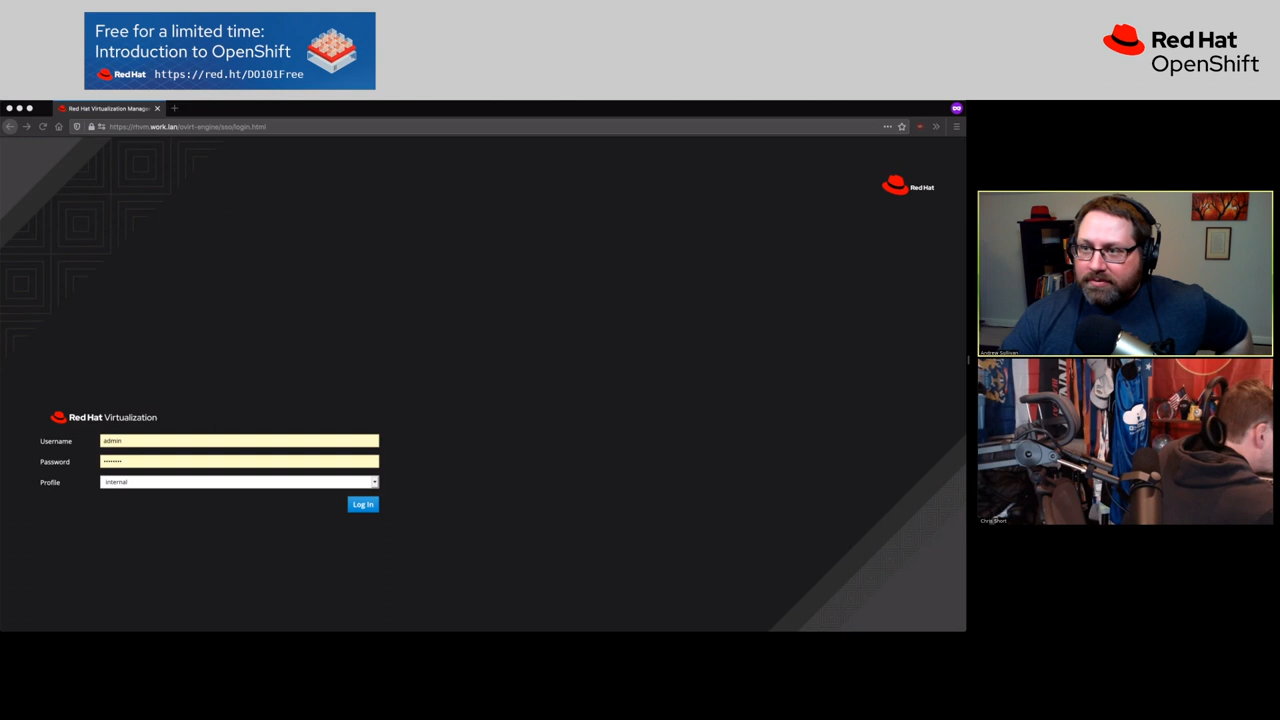 Free for a limited time:
Introduction to OpenShift
Red Hat https://red.ht/DO101Free
Red Hat
OpenShift
Red Hat Virtualization Manage
https://rhvm.work.lan/ovirt-engine/sso/login.html
Red Hat
Red Hat Virtualization
Username admin
Password ••••••••
Profile internal
Log In
Andrew Sullivan
Chris Short